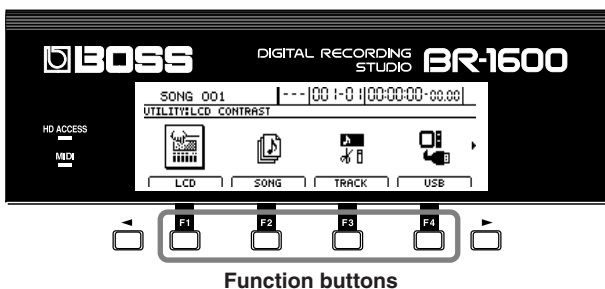 BOSS DIGITAL RECORDING STUDIO BR-1600
SONG 001 ---|001-01|00:00:00-00.00|
UTILITY:LCD CONTRAST
HD ACCESS
MIDI
LCD SONG TRACK USB
F1 F2 F3 F4
Function buttons